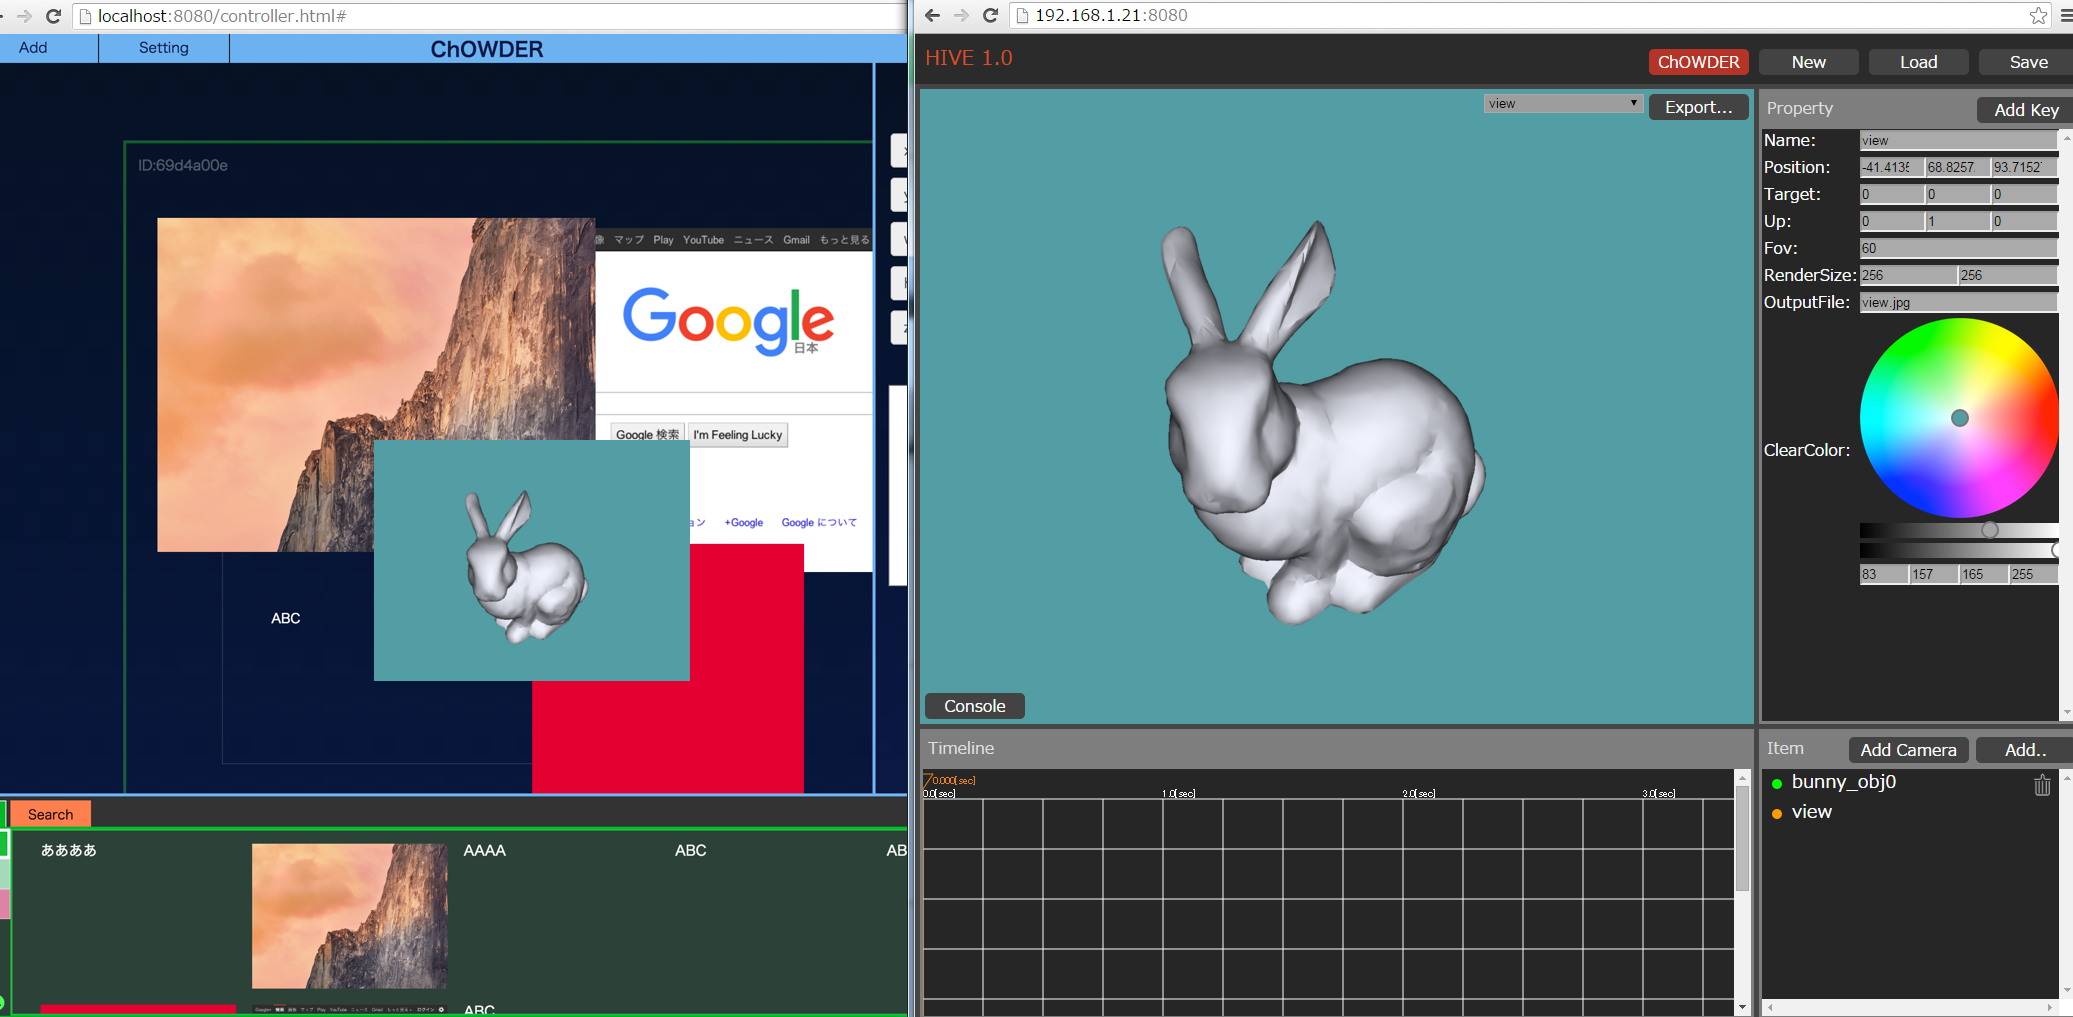 localhost:8080/controller.html#
Add
Setting
ChOWDER
ID:69d4a00e
マップ Play YouTube ニュース Gmail もっと見る
Google
日本
Google 検索
I'm Feeling Lucky
ョン +Google Google について
ABC
Search
ああああ
AAAA
ABC
AB
ABC
192.168.1.21:8080
HIVE 1.0
ChOWDER
New
Load
Save
view
Export...
Console
Property
Add Key
Name:
view
Position:
-41.4135
68.8257
93.7152
Target:
0
0
0
Up:
0
1
0
Fov:
60
RenderSize:
256
256
OutputFile:
view.jpg
ClearColor:
83
157
165
255
Timeline
0.000[sec]
0.0[sec]
1.0[sec]
2.0[sec]
3.0[sec]
Item
Add Camera
Add..
bunny_obj0
view